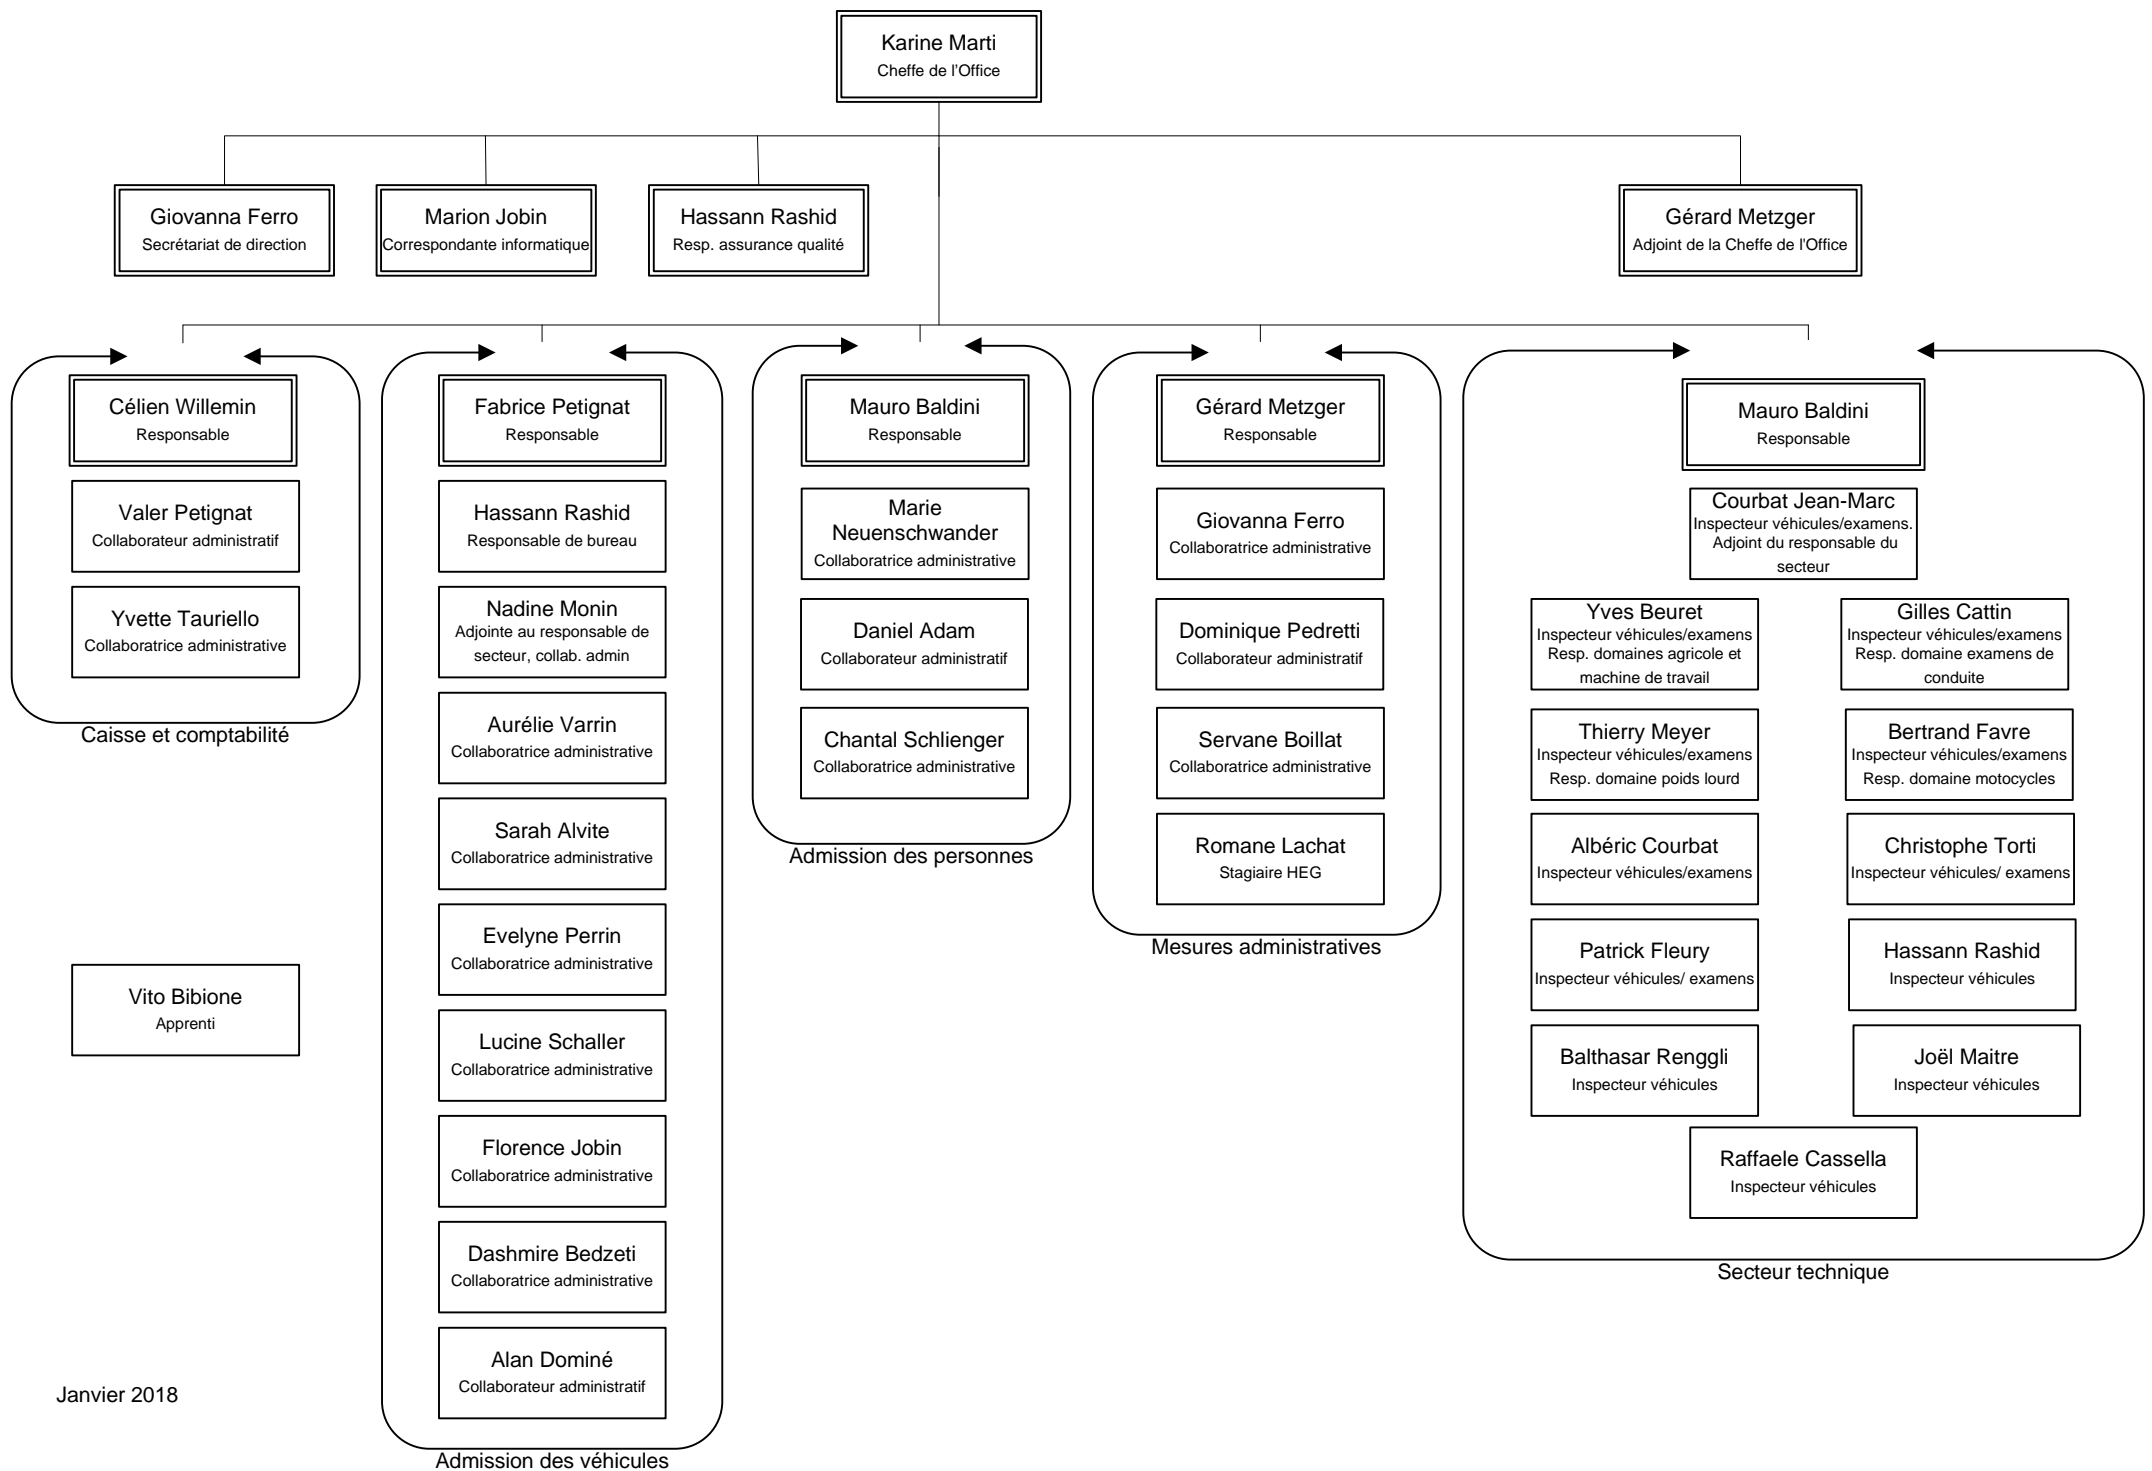 Karine Marti
Cheffe de l'Office
Giovanna Ferro
Secrétariat de direction
Marion Jobin
Correspondante informatique
Hassann Rashid
Resp. assurance qualité
Gérard Metzger
Adjoint de la Cheffe de l'Office
Célien Willemin
Responsable
Valer Petignat
Collaborateur administratif
Yvette Tauriello
Collaboratrice administrative
Caisse et comptabilité
Vito Bibione
Apprenti
Fabrice Petignat
Responsable
Hassann Rashid
Responsable de bureau
Nadine Monin
Adjointe au responsable de
secteur, collab. admin
Aurélie Varrin
Collaboratrice administrative
Sarah Alvite
Collaboratrice administrative
Evelyne Perrin
Collaboratrice administrative
Lucine Schaller
Collaboratrice administrative
Florence Jobin
Collaboratrice administrative
Dashmire Bedzeti
Collaboratrice administrative
Alan Dominé
Collaborateur administratif
Admission des véhicules
Mauro Baldini
Responsable
Marie
Neuenschwander
Collaboratrice administrative
Daniel Adam
Collaborateur administratif
Chantal Schlienger
Collaboratrice administrative
Admission des personnes
Gérard Metzger
Responsable
Giovanna Ferro
Collaboratrice administrative
Dominique Pedretti
Collaborateur administratif
Servane Boillat
Collaboratrice administrative
Romane Lachat
Stagiaire HEG
Mesures administratives
Mauro Baldini
Responsable
Courbat Jean-Marc
Inspecteur véhicules/examens.
Adjoint du responsable du
secteur
Yves Beuret
Inspecteur véhicules/examens
Resp. domaines agricole et
machine de travail
Gilles Cattin
Inspecteur véhicules/examens
Resp. domaine examens de
conduite
Thierry Meyer
Inspecteur véhicules/examens
Resp. domaine poids lourd
Bertrand Favre
Inspecteur véhicules/examens
Resp. domaine motocycles
Albéric Courbat
Inspecteur véhicules/examens
Christophe Torti
Inspecteur véhicules/ examens
Patrick Fleury
Inspecteur véhicules/ examens
Hassann Rashid
Inspecteur véhicules
Balthasar Renggli
Inspecteur véhicules
Joël Maitre
Inspecteur véhicules
Raffaele Cassella
Inspecteur véhicules
Secteur technique
Janvier 2018